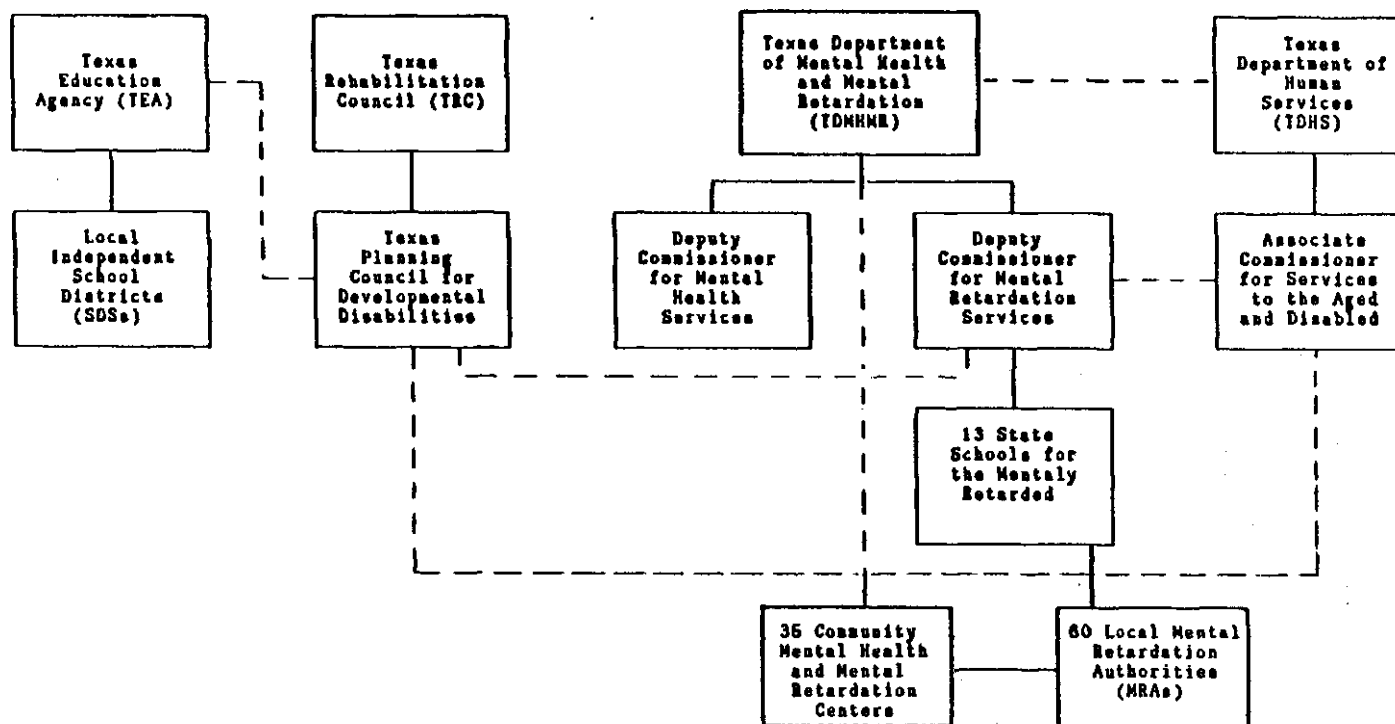 Texas
Education
Agency (TEA)
Texas
Rehabilitation
Council (TRC)
Texas Department
of Mental Health
and Mental
Retardation
(TDMHMR)
Texas
Department of
Human
Services
(TDHS)
Local
Independent
School
Districts
(SDSs)
Texas
Planning
Council for
Developmental
Disabilities
Deputy
Commissioner
for Mental
Health
Services
Deputy
Commissioner
for Mental
Retardation
Services
Associate
Commissioner
for Services
to the Aged
and Disabled
13 State
Schools for
the Mentaly
Retarded
35 Community
Mental Health
and Mental
Retardation
Centers
60 Local Mental
Retardation
Authorities
(MRAs)